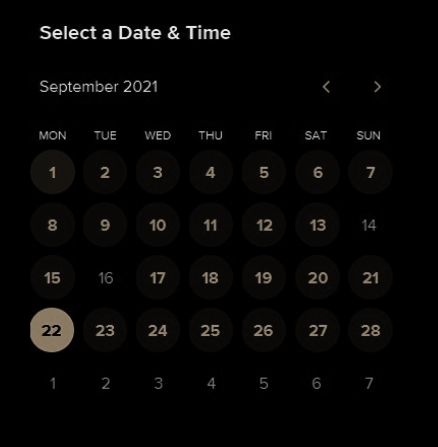 Select a Date & Time
September 2021
MON TUE WED THU FRI SAT SUN
1 2 3 4 5 6 7
8 9 10 11 12 13 14
15 16 17 18 19 20 21
22 23 24 25 26 27 28
1 2 3 4 5 6 7